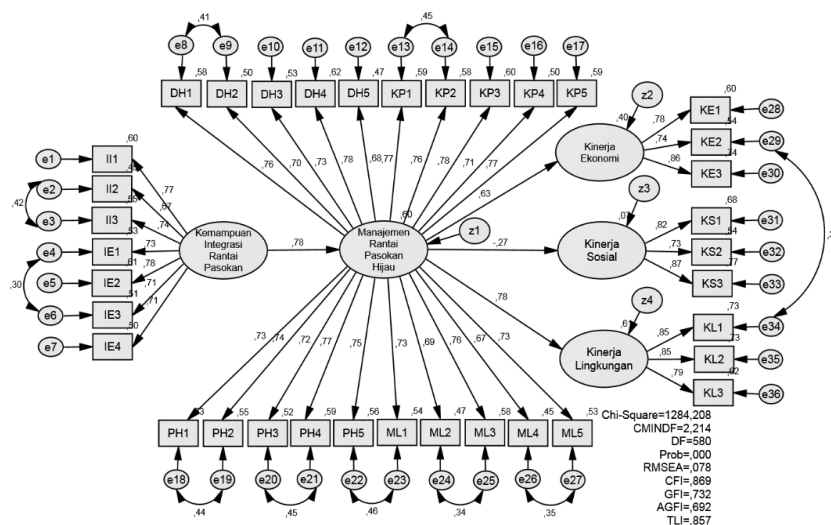 ,41
,45
e8 e9 e10 e11 e12 e13 e14 e15 e16 e17
,58 ,50 ,53 ,62 ,47 ,59 ,58 ,60 ,50 ,59
DH1 DH2 DH3 DH4 DH5 KP1 KP2 KP3 KP4 KP5
z2
,60
KE1 e28
,40 ,78 ,54
Kinerja Ekonomi
,74 KE2 e29
,86 KE3 e30
,76 ,70 ,73 ,78 ,68 ,77 ,76 ,78 ,71 ,77
,63
,60
e1 II1
e2 II2 ,77
,42 ,67
e3 II3 ,74
,53
e4 IE1 ,73
,61
e5 IE2 ,78
,30 ,51 ,71
e6 IE3 ,71
e7 IE4
Kemampuan
Integrasi
Rantai
Pasokan
,78
,60
Manajemen
Rantai
Pasokan
Hijau
z1
z3
,07
-,27
Kinerja
Sosial
,68
,82 KS1 e31
,54
,73 KS2 e32
,77
,87 KS3 e33
,78
z4
,61
Kinerja
Lingkungan
,73
,85 KL1 e34
,73
,85 KL2 e35
,79 KL3 e36
,73 ,74 ,72 ,77 ,75 ,73 ,69 ,76 ,67 ,73
,55 ,52 ,59 ,56 ,54 ,47 ,58 ,45 ,53
PH1 PH2 PH3 PH4 PH5 ML1 ML2 ML3 ML4 ML5
e18 e19 e20 e21 e22 e23 e24 e25 e26 e27
,44 ,45 ,46 ,34 ,35
Chi-Square=1284,208
CMINDF=2,214
DF=580
Prob=,000
RMSEA=,078
CFI=,869
GFI=,732
AGFI=,692
TLI=,857